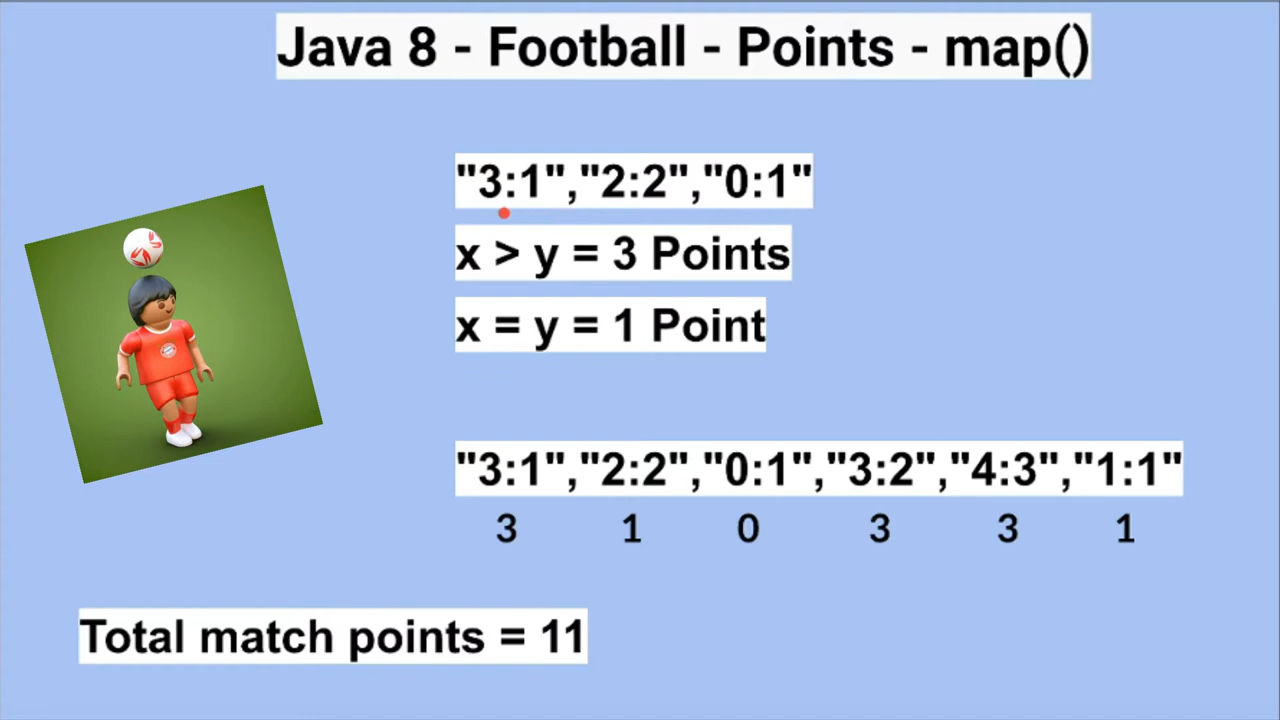 Java 8 - Football - Points - map()
"3:1","2:2","0:1"
x > y = 3 Points
x = y = 1 Point
"3:1","2:2","0:1","3:2","4:3","1:1"
3 1 0 3 3 1
Total match points = 11